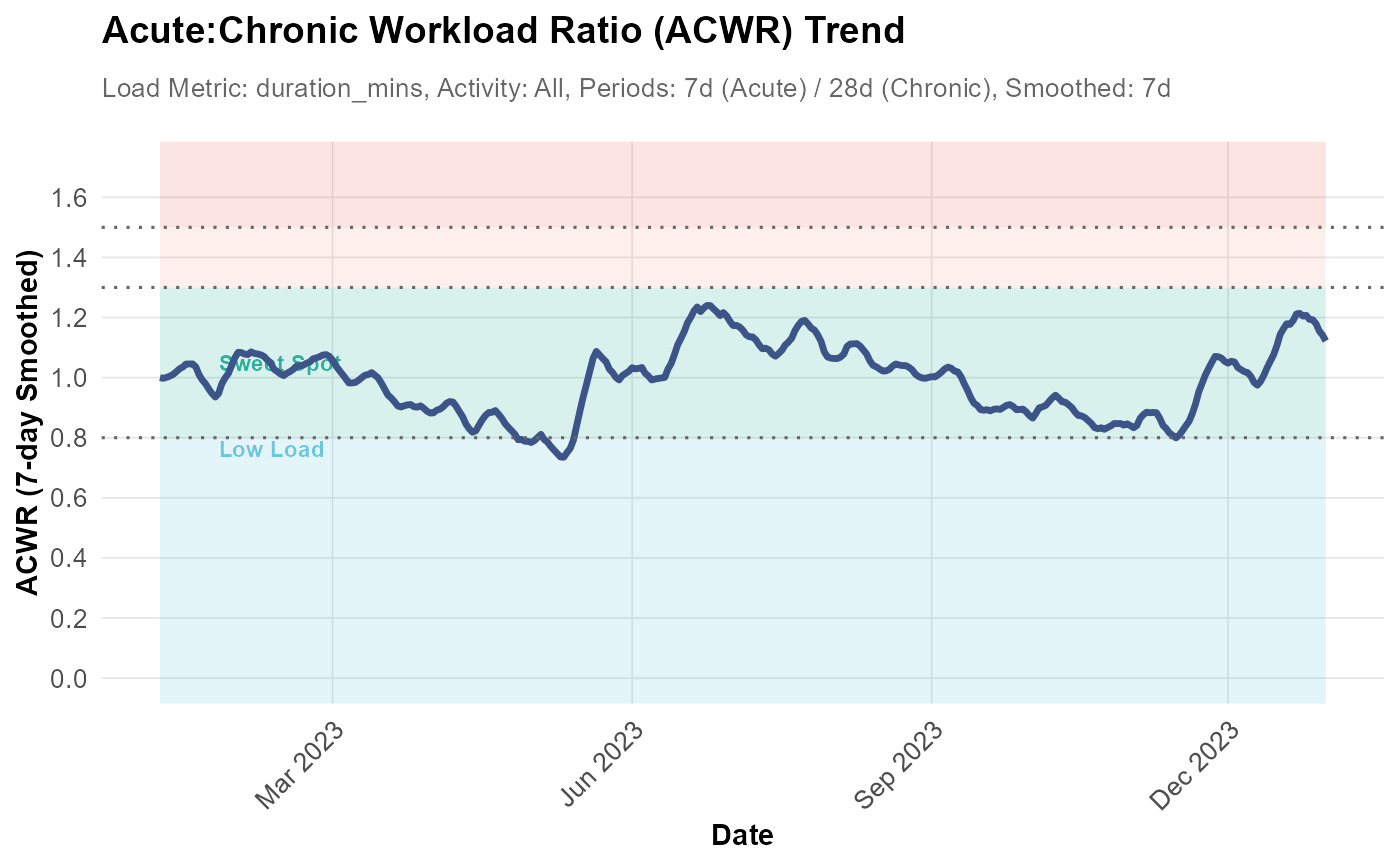 Acute:Chronic Workload Ratio (ACWR) Trend
Load Metric: duration_mins, Activity: All, Periods: 7d (Acute) / 28d (Chronic), Smoothed: 7d
ACWR (7-day Smoothed)
1.6
1.4
1.2
1.0
0.8
0.6
0.4
0.2
0.0
Sweet Spot
Low Load
Mar 2023
Jun 2023
Sep 2023
Dec 2023
Date